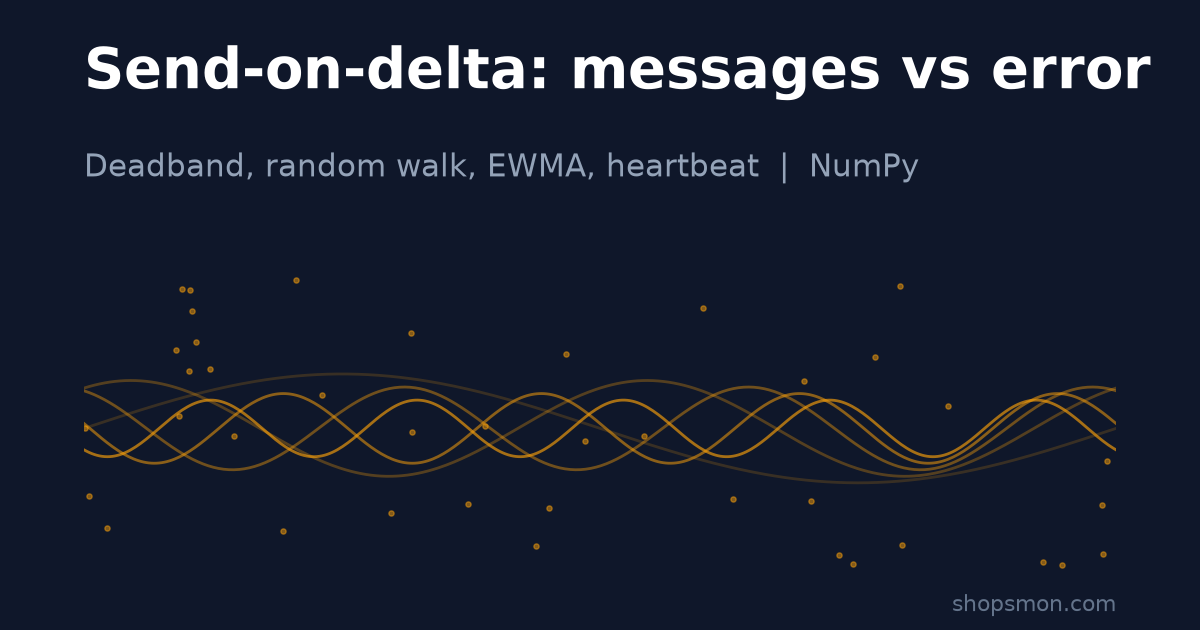 Send-on-delta: messages vs error
Deadband, random walk, EWMA, heartbeat | NumPy
shopsmon.com